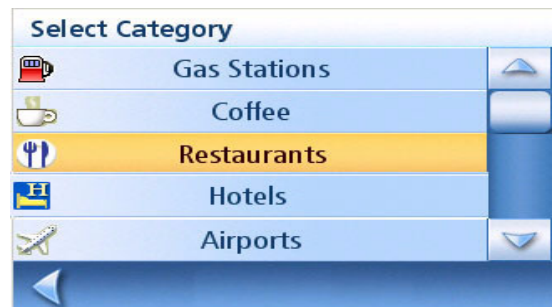 Select Category
Gas Stations
Coffee
Restaurants
H
Hotels
Airports